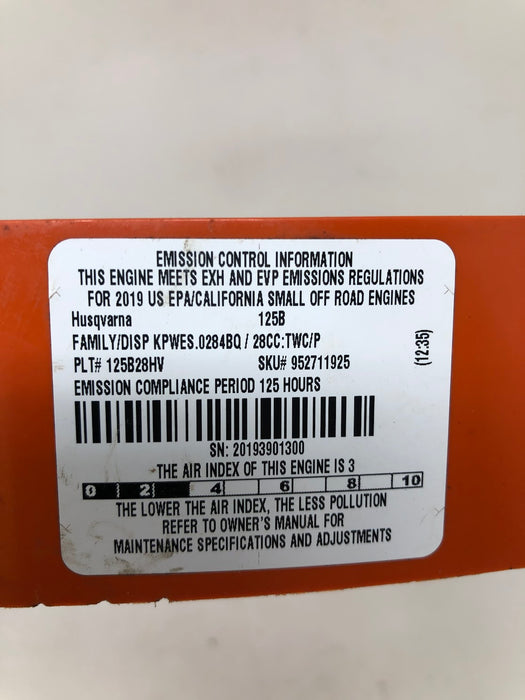 EMISSION CONTROL INFORMATION
THIS ENGINE MEETS EXH AND EVP EMISSIONS REGULATIONS
FOR 2019 US EPA/CALIFORNIA SMALL OFF ROAD ENGINES
Husqvarna 125B
FAMILY/DISP KPWES.0284BQ / 28CC:TWC/P
PLT# 125B28HV SKU# 952711925
(12:35)
EMISSION COMPLIANCE PERIOD 125 HOURS
SN: 20193901300
THE AIR INDEX OF THIS ENGINE IS 3
0 2 4 6 8 10
THE LOWER THE AIR INDEX, THE LESS POLLUTION
REFER TO OWNER'S MANUAL FOR
MAINTENANCE SPECIFICATIONS AND ADJUSTMENTS